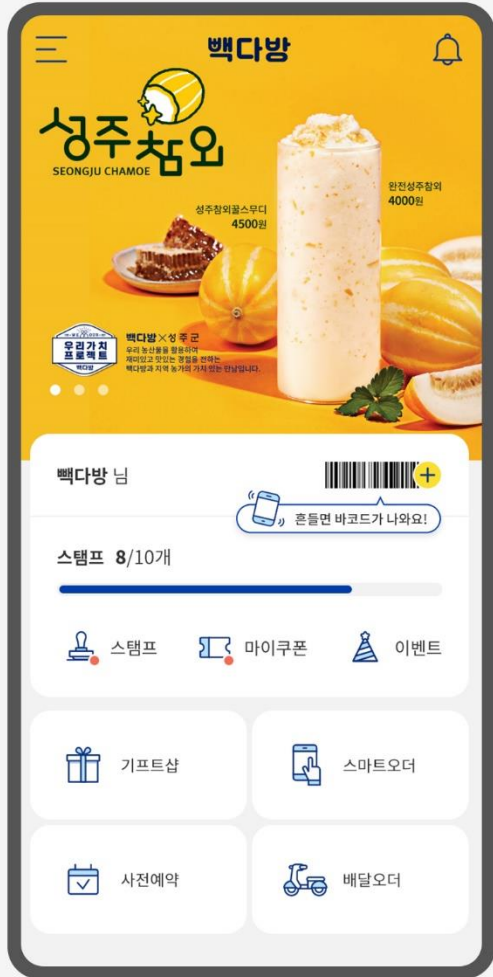 빽다방
성주참외
SEONGJU CHAMOE
완전성주참외
4000원
성주참외꿀스무디
4500원
우리가치
프로젝트
빽다방
빽다방×성주군
우리 농산물을 활용하여
재미있고 맛있는 경험을 전하는
빽다방과 지역 농가의 가치 있는 만남입니다.
빽다방 님
+
흔들면 바코드가 나와요!
스탬프 8/10개
스탬프
마이쿠폰
이벤트
기프트샵
스마트오더
사전예약
배달오더